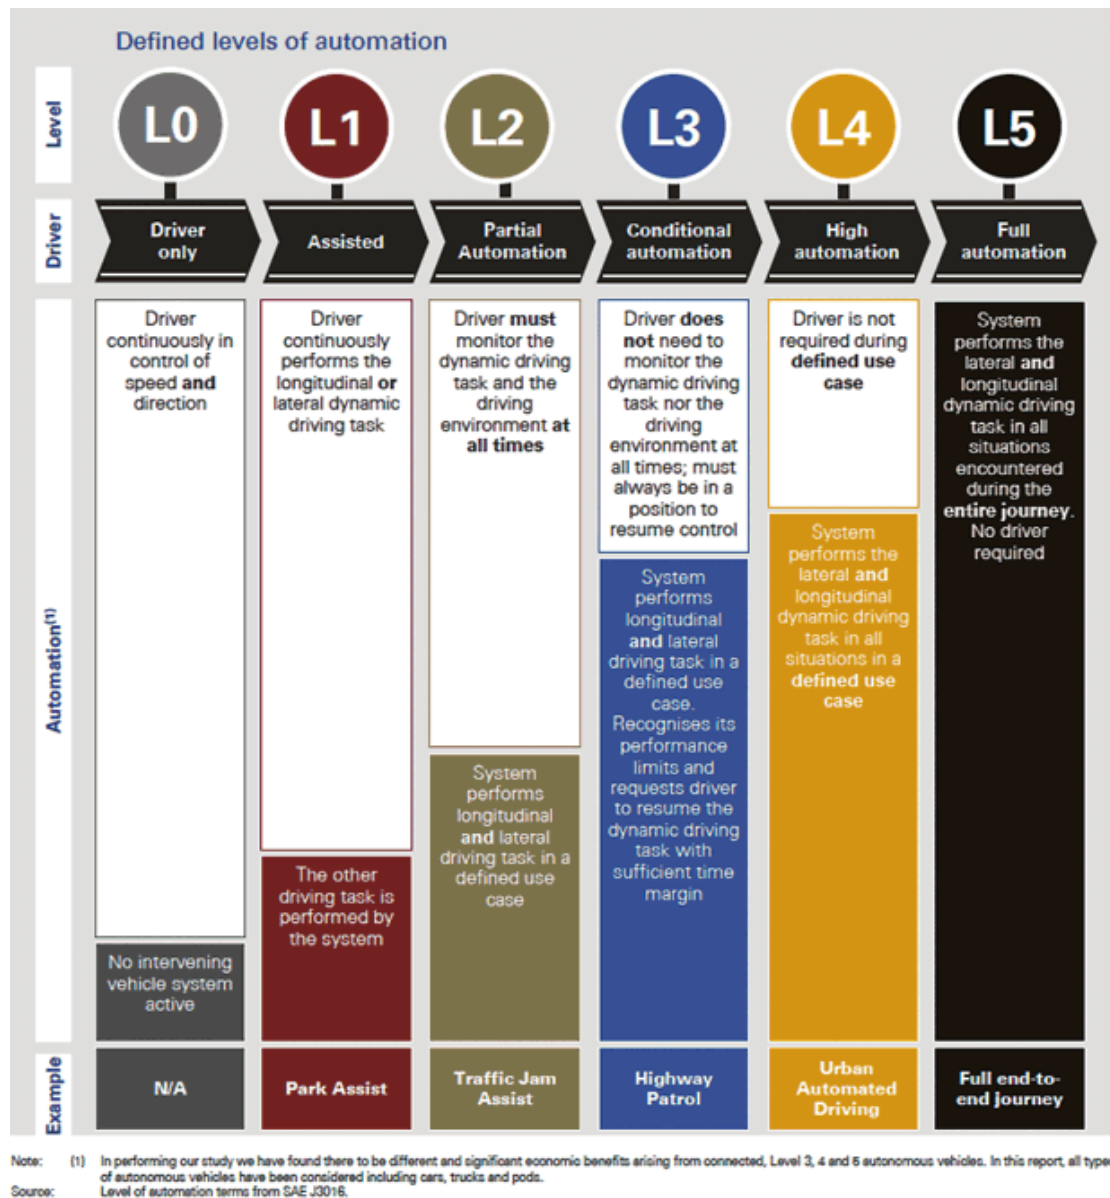 Defined levels of automation
Level
L0
L1
L2
L3
L4
L5
Driver
Driver
only
Assisted
Partial
Automation
Conditional
automation
High
automation
Full
automation
Automation(1)
Driver
continuously in
control of
speed and
direction
No intervening
vehicle system
active
Driver
continuously
performs the
longitudinal or
lateral dynamic
driving task
The other
driving task is
performed by
the system
Driver must
monitor the
dynamic driving
task and the
driving
environment at
all times
System
performs
longitudinal
and lateral
driving task in a
defined use
case
Driver does
not need to
monitor the
dynamic driving
task nor the
driving
environment at
all times; must
always be in a
position to
resume control
System
performs
longitudinal
and lateral
driving task in a
defined use
case.
Recognises its
performance
limits and
requests driver
to resume the
dynamic driving
task with
sufficient time
margin
Driver is not
required during
defined use
case
System
performs the
lateral and
longitudinal
dynamic driving
task in all
situations in a
defined use
case
System
performs the
lateral and
longitudinal
dynamic driving
task in all
situations
encountered
during the
entire journey.
No driver
required
Example
N/A
Park Assist
Traffic Jam
Assist
Highway
Patrol
Urban
Automated
Driving
Full end-to-
end journey
Note: (1) In performing our study we have found there to be different and significant economic benefits arising from connected, Level 3, 4 and 5 autonomous vehicles. In this report, all type
of autonomous vehicles have been considered including cars, trucks and pods.
Source: Level of automation terms from SAE J3016.